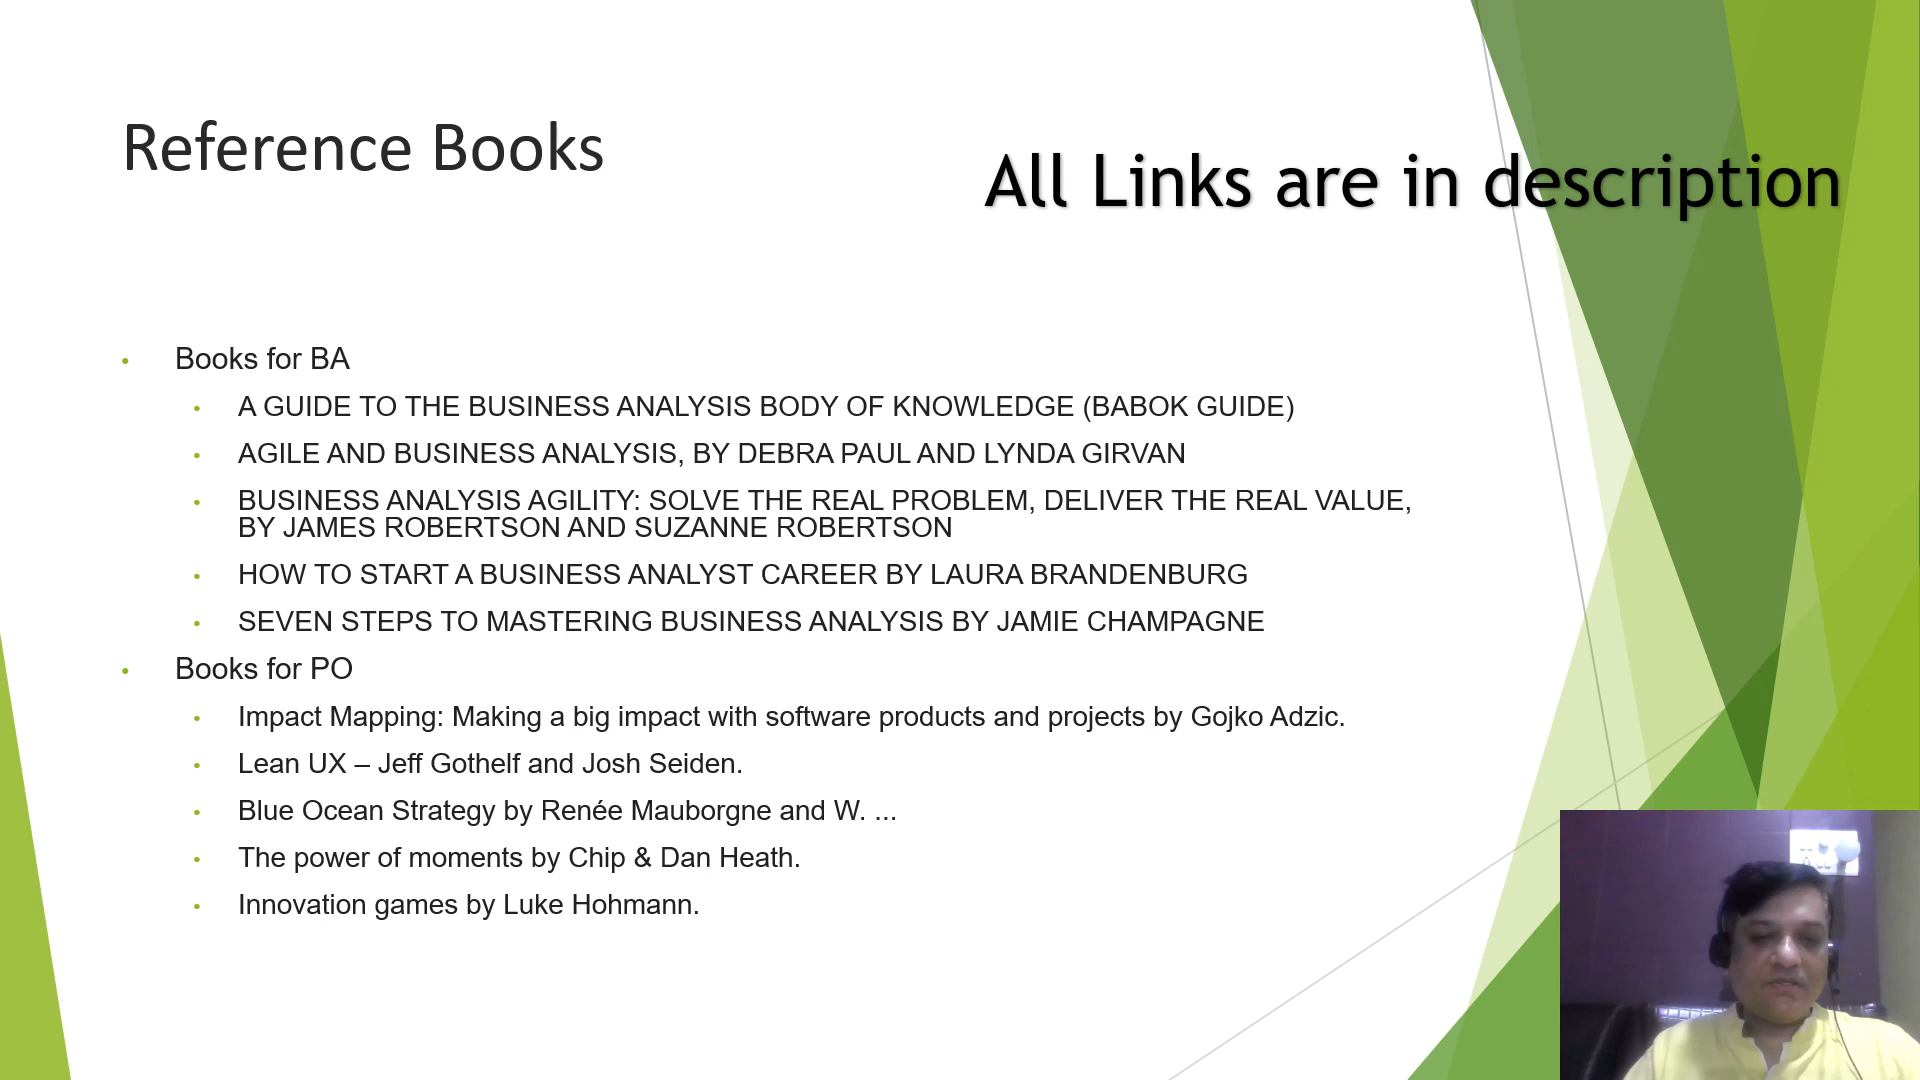 Reference Books
All Links are in description
Books for BA
A GUIDE TO THE BUSINESS ANALYSIS BODY OF KNOWLEDGE (BABOK GUIDE)
AGILE AND BUSINESS ANALYSIS, BY DEBRA PAUL AND LYNDA GIRVAN
BUSINESS ANALYSIS AGILITY: SOLVE THE REAL PROBLEM, DELIVER THE REAL VALUE,
BY JAMES ROBERTSON AND SUZANNE ROBERTSON
HOW TO START A BUSINESS ANALYST CAREER BY LAURA BRANDENBURG
SEVEN STEPS TO MASTERING BUSINESS ANALYSIS BY JAMIE CHAMPAGNE
Books for PO
Impact Mapping: Making a big impact with software products and projects by Gojko Adzic.
Lean UX – Jeff Gothelf and Josh Seiden.
Blue Ocean Strategy by Renée Mauborgne and W. ...
The power of moments by Chip & Dan Heath.
Innovation games by Luke Hohmann.